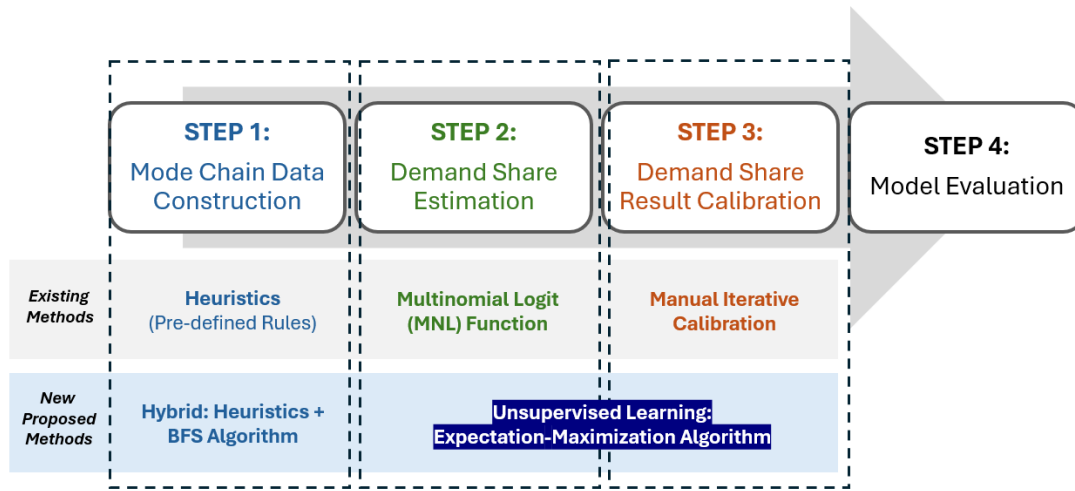 STEP 1:
Mode Chain Data
Construction
STEP 2:
Demand Share
Estimation
STEP 3:
Demand Share
Result Calibration
STEP 4:
Model Evaluation
Existing
Methods
Heuristics
(Pre-defined Rules)
Multinomial Logit
(MNL) Function
Manual Iterative
Calibration
New
Proposed
Methods
Hybrid: Heuristics +
BFS Algorithm
Unsupervised Learning:
Expectation-Maximization Algorithm